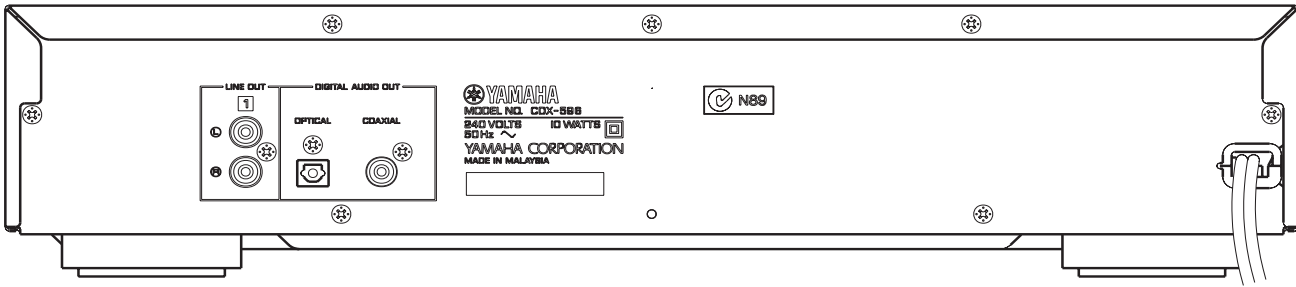 LINE OUT
1
L
R
DIGITAL AUDIO OUT
OPTICAL COAXIAL
YAMAHA
MODEL NO. CDX-596
240 VOLTS 10 WATTS
50Hz ~
YAMAHA CORPORATION
MADE IN MALAYSIA
N89